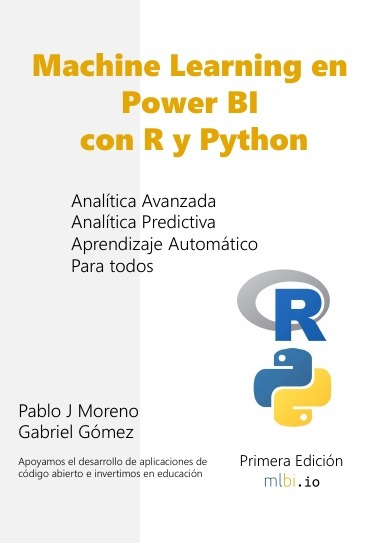 Machine Learning en
Power BI
con R y Python
Analítica Avanzada
Analítica Predictiva
Aprendizaje Automático
Para todos
R
Pablo J Moreno
Gabriel Gómez
Apoyamos el desarrollo de aplicaciones de
código abierto e invertimos en educación
Primera Edición
mlbi.io